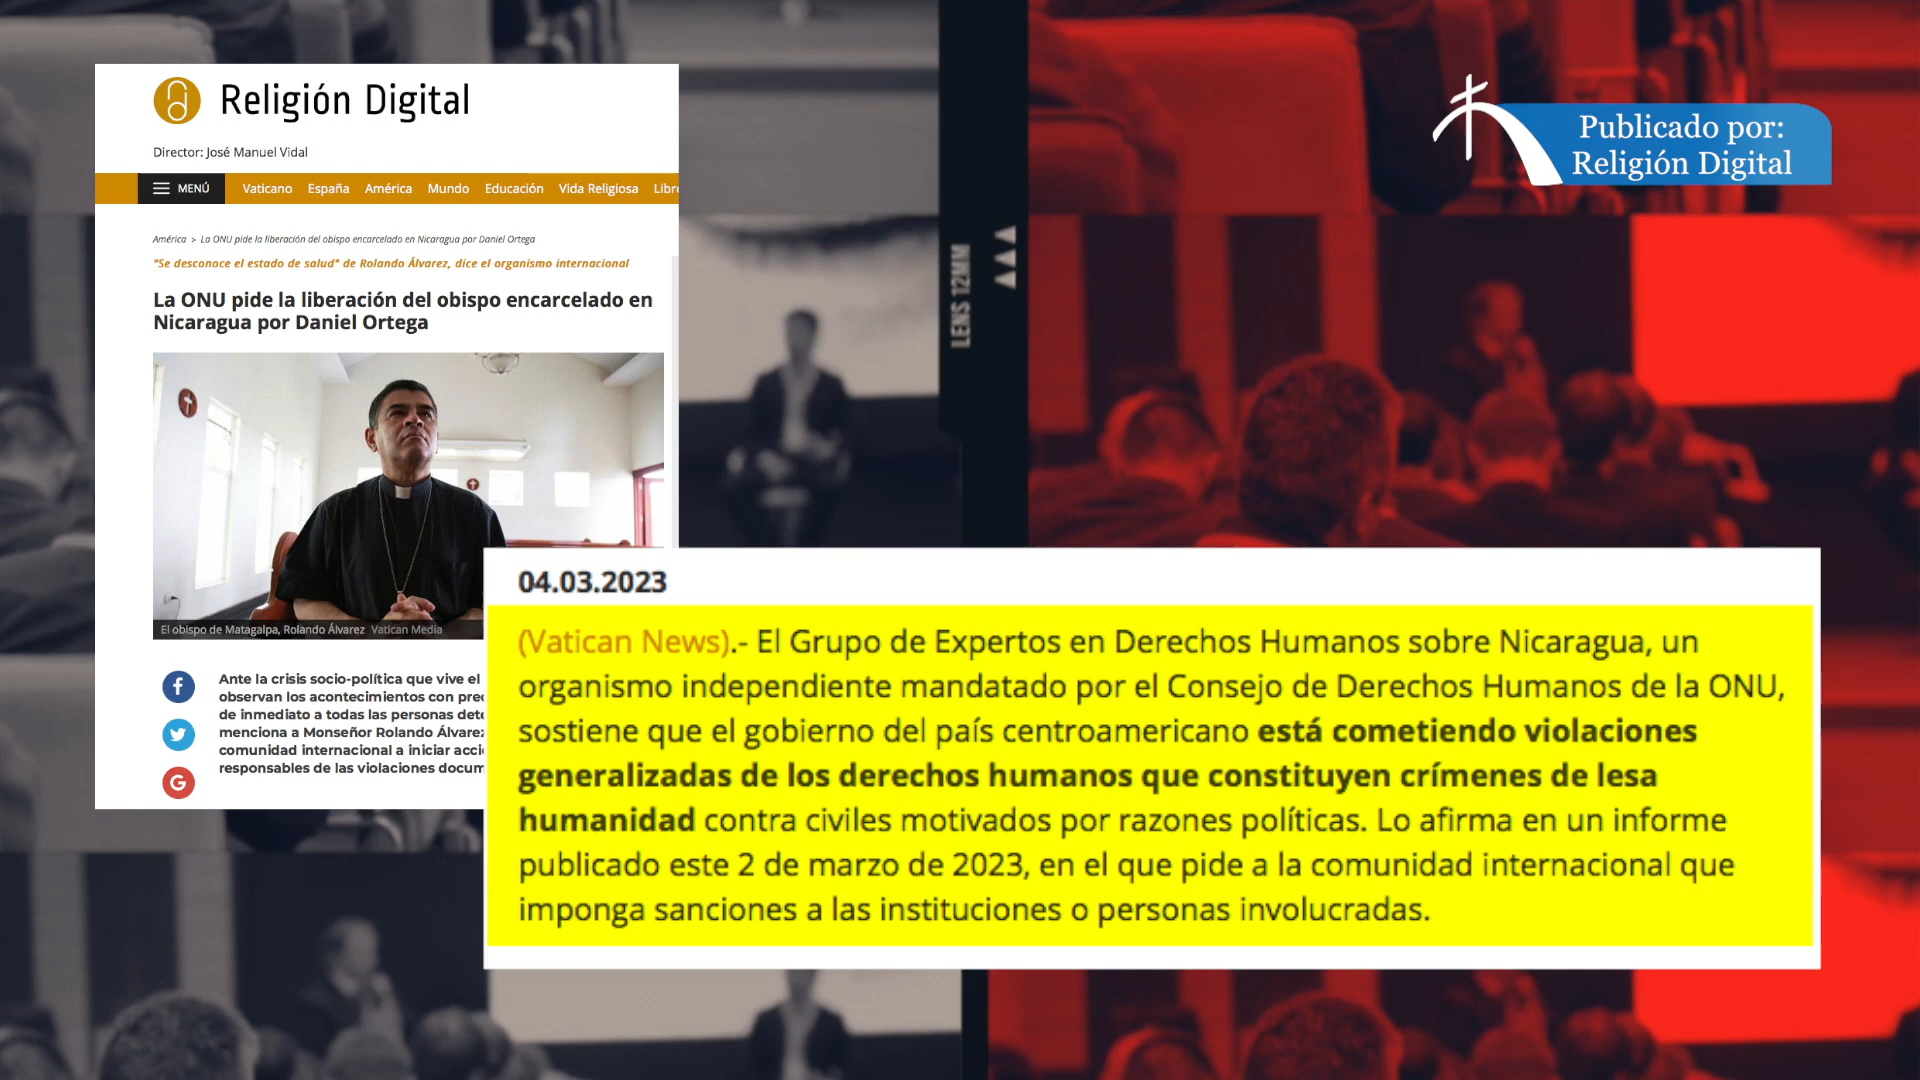 Religión Digital
Director: José Manuel Vidal
MENÚ Vaticano España América Mundo Educación Vida Religiosa
América > La ONU pide la liberación del obispo encarcelado en Nicaragua por Daniel Ortega
"Se desconoce el estado de salud" de Rolando Álvarez, dice el organismo internacional
La ONU pide la liberación del obispo encarcelado en
Nicaragua por Daniel Ortega
El obispo de Matagalpa, Rolando Álvarez Vatican Media
Ante la crisis socio-política que vive el
observan los acontecimientos con
de inmediato a todas las personas
menciona a Monseñor Rolando Álvarez
comunidad internacional a iniciar
responsables de las violaciones
Publicado por:
Religión Digital
LENS 12MM
04.03.2023
(Vatican News).- El Grupo de Expertos en Derechos Humanos sobre Nicaragua, un
organismo independiente mandatado por el Consejo de Derechos Humanos de la ONU,
sostiene que el gobierno del país centroamericano está cometiendo violaciones
generalizadas de los derechos humanos que constituyen crímenes de lesa
humanidad contra civiles motivados por razones políticas. Lo afirma en un informe
publicado este 2 de marzo de 2023, en el que pide a la comunidad internacional que
imponga sanciones a las instituciones o personas involucradas.